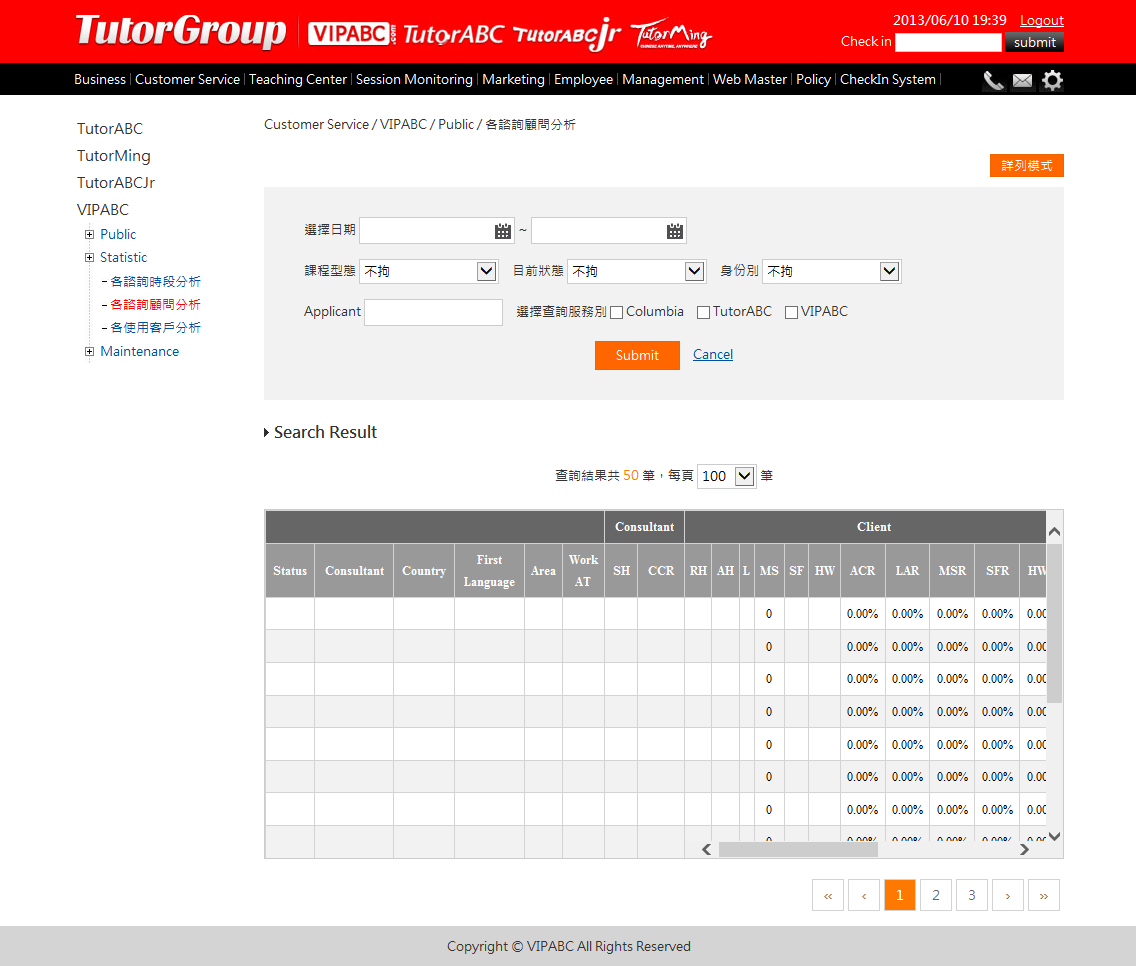 TutorGroup VIPABC.com TutorABC TutorABCjr TutorMing
CHINESE ANYTIME, ANYWHERE
2013/06/10 19:39 Logout
Check in submit
Business Customer Service Teaching Center Session Monitoring Marketing Employee Management Web Master Policy CheckIn System
TutorABC
TutorMing
TutorABCJr
VIPABC
Public
Statistic
各諮詢時段分析
各諮詢顧問分析
各使用客戶分析
Maintenance
Customer Service / VIPABC / Public / 各諮詢顧問分析
詳列模式
選擇日期 ~
課程型態 不拘 目前狀態 不拘 身份別 不拘
Applicant 選擇查詢服務別 Columbia TutorABC VIPABC
Submit Cancel
Search Result
查詢結果共 50 筆，每頁 100 筆
Consultant Client
Status Consultant Country First Language Area Work AT SH CCR RH AH L MS SF HW ACR LAR MSR SFR HW
0 0.00% 0.00% 0.00% 0.00% 0.00
0 0.00% 0.00% 0.00% 0.00% 0.00
0 0.00% 0.00% 0.00% 0.00% 0.00
0 0.00% 0.00% 0.00% 0.00% 0.00
0 0.00% 0.00% 0.00% 0.00% 0.00
0 0.00% 0.00% 0.00% 0.00% 0.00
0 0.00% 0.00% 0.00% 0.00% 0.00
0 0.00% 0.00% 0.00% 0.00% 0.00
« ‹ 1 2 3 › »
Copyright © VIPABC All Rights Reserved